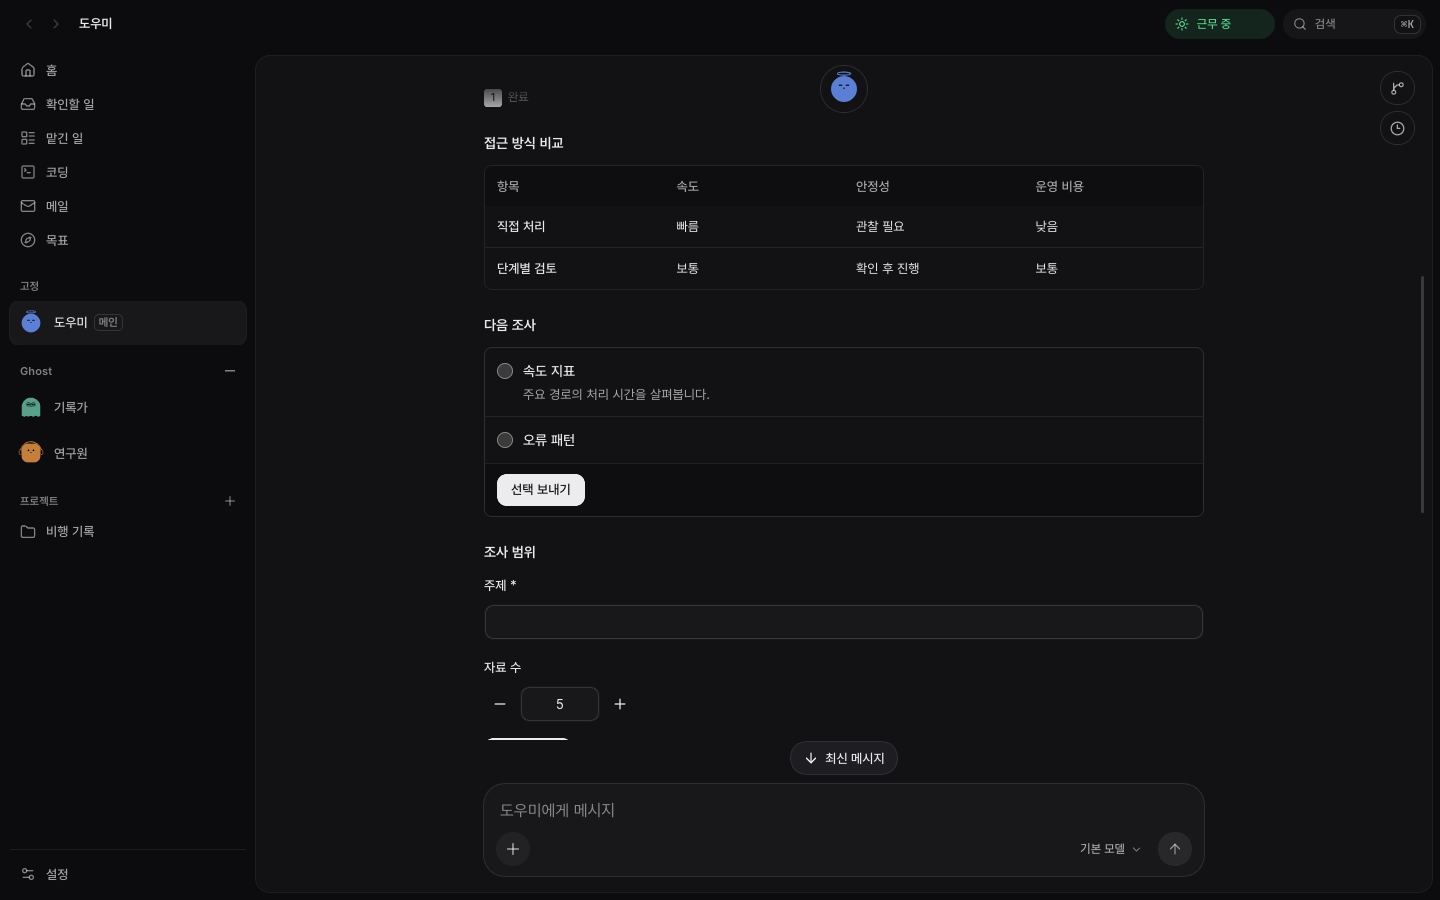 도우미
근무 중
검색
⌘K
홈
확인할 일
맡긴 일
코딩
메일
목표
고정
도우미 메인
Ghost
기록가
연구원
프로젝트
비행 기록
설정
1 완료
접근 방식 비교
항목 속도 안정성 운영 비용
직접 처리 빠름 관찰 필요 낮음
단계별 검토 보통 확인 후 진행 보통
다음 조사
속도 지표
주요 경로의 처리 시간을 살펴봅니다.
오류 패턴
선택 보내기
조사 범위
주제 *
자료 수
5
최신 메시지
도우미에게 메시지
기본 모델